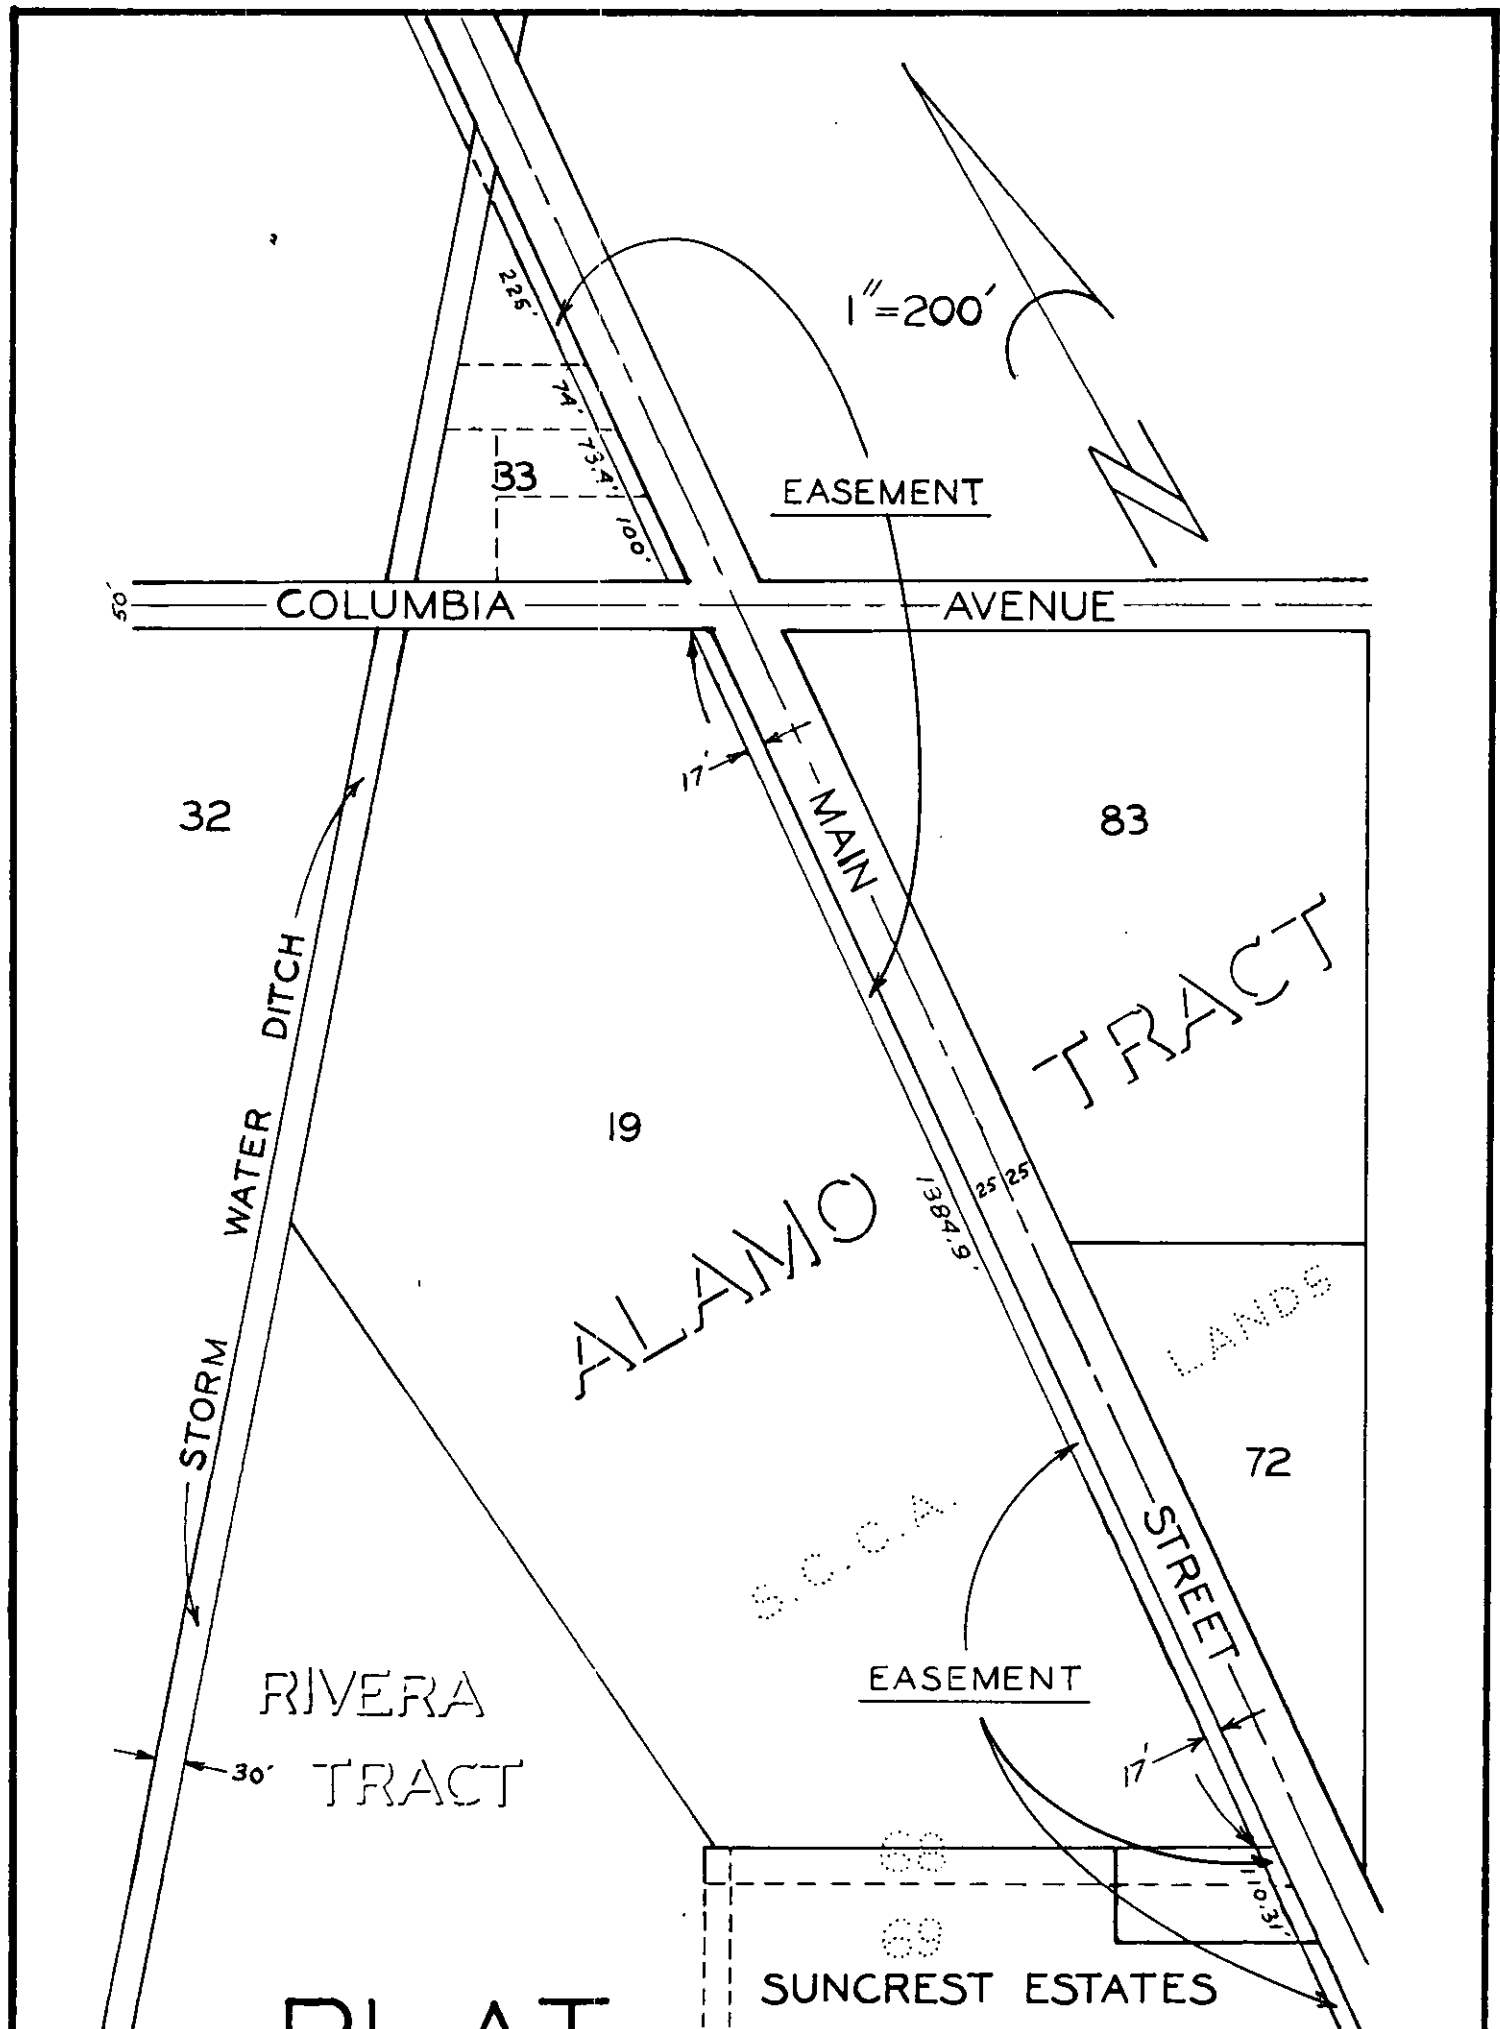 1"=200'
225'
74'
73.4'
33
100'
EASEMENT
50'
COLUMBIA AVENUE
17'
MAIN STREET
32
83
STORM WATER DITCH
19
ALAMO TRACT
25 25
1384.9'
LANDS
72
S.C.C.A.
EASEMENT
RIVERA
TRACT
30'
17'
68
110.31'
69
SUNCREST ESTATES